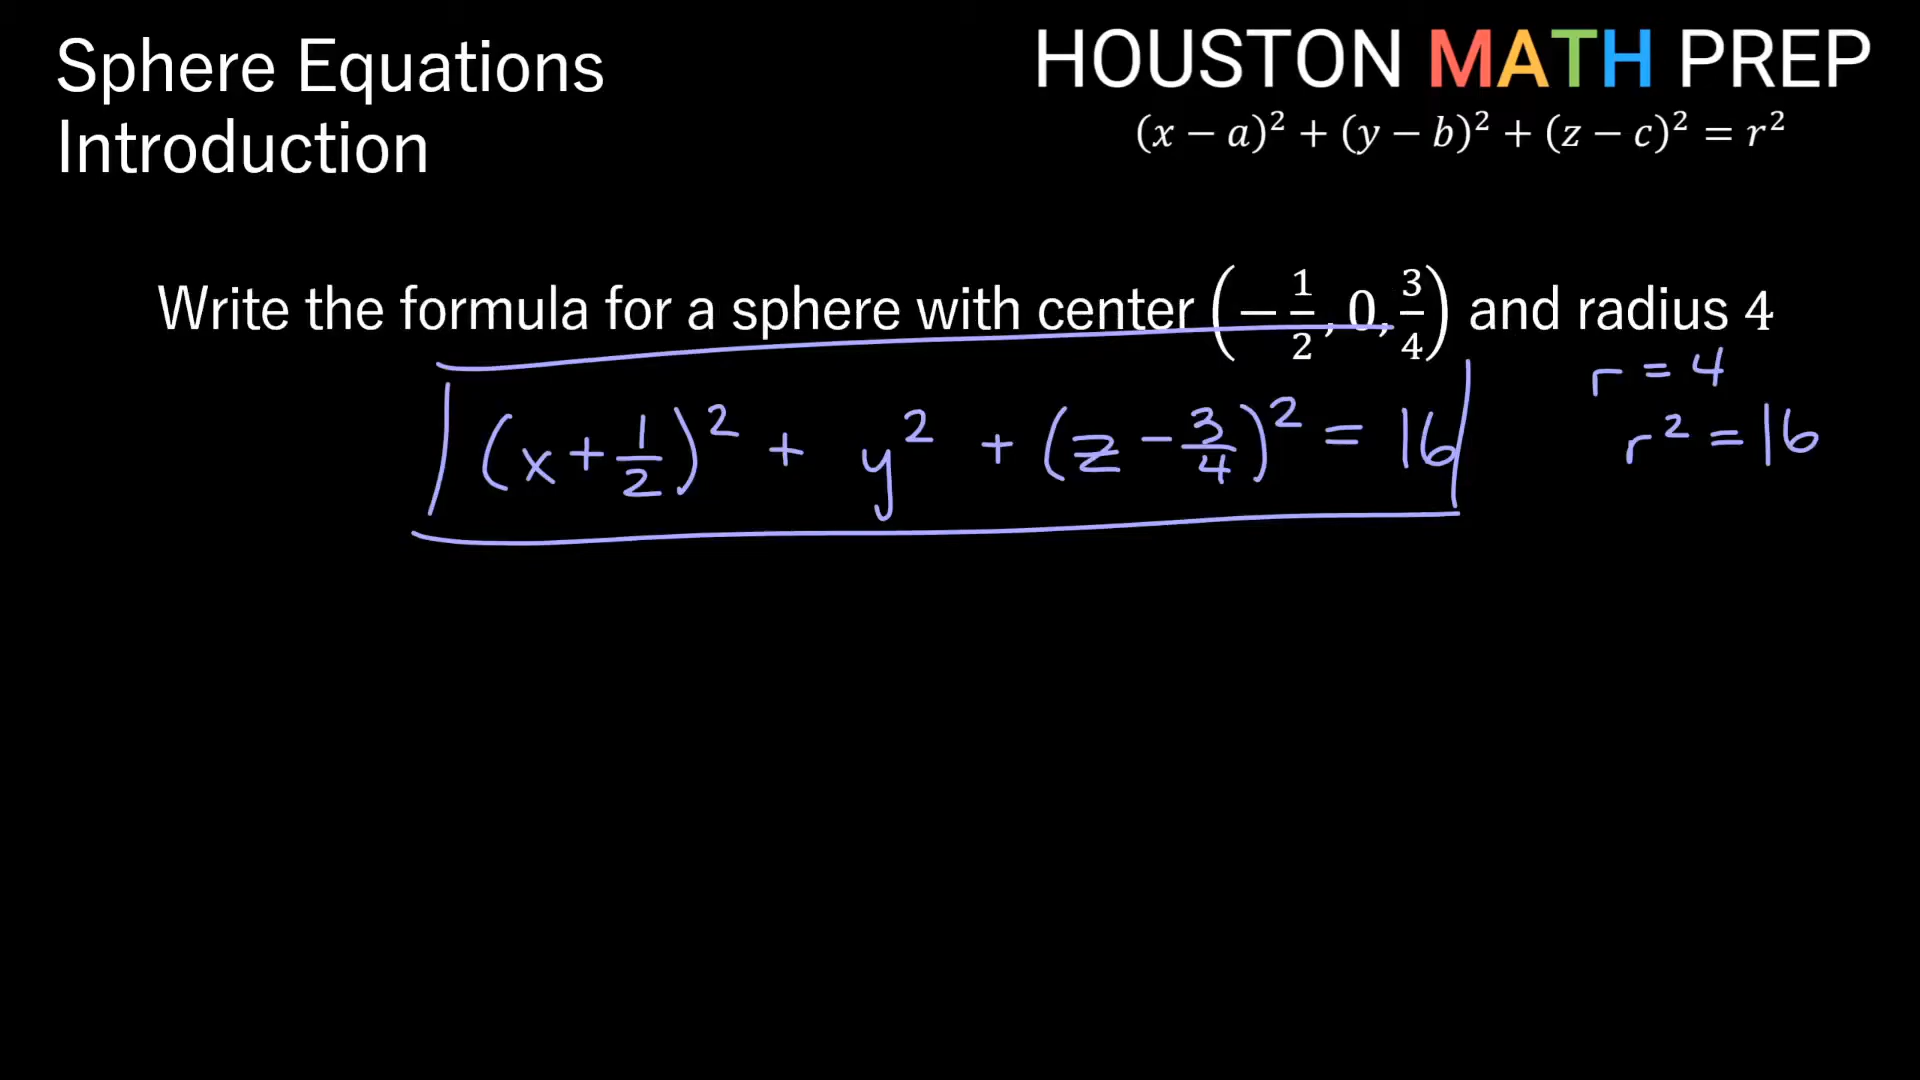 Sphere Equations
Introduction
HOUSTON MATH PREP
(x − a)² + (y − b)² + (z − c)² = r²
Write the formula for a sphere with center (−1/2, 0, 3/4) and radius 4
r = 4
(x + 1/2)² + y² + (z − 3/4)² = 16
r² = 16